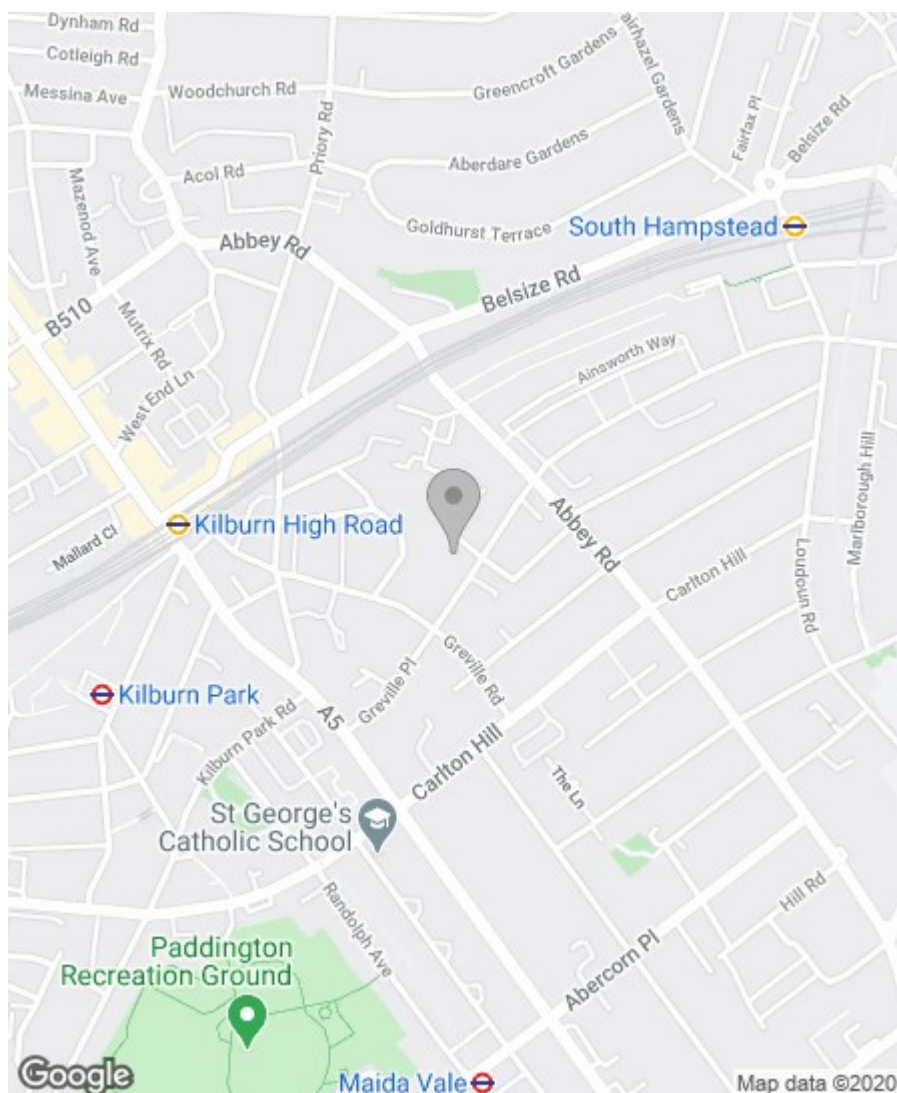 Dynham Rd
Cotleigh Rd
Messina Ave
Woodchurch Rd
Greencroft Gardens
Fairhazel Gardens
Fairfax Pl
Belsize Rd
Priory Rd
Mazenod Ave
Acol Rd
Aberdare Gardens
Goldhurst Terrace
South Hampstead
Abbey Rd
Belsize Rd
B510
Mutrix Rd
West End Ln
Ainsworth Way
Marlborough Hill
Mallard Cl
Kilburn High Road
Abbey Rd
Carlton Hill
Loudoun Rd
Greville Rd
Greville Pl
Kilburn Park
Kilburn Park Rd
A5
Carlton Hill
The Ln
St George's
Catholic School
Randolph Ave
Hill Rd
Abercorn Pl
Paddington
Recreation Ground
Maida Vale
Google
Map data ©2020